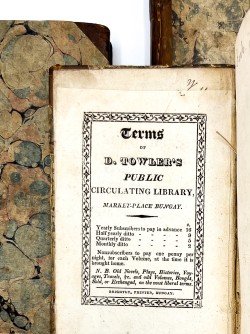 Terms
OF
D. TOWLER'S
PUBLIC
CIRCULATING LIBRARY,
MARKET-PLACE BUNGAY.
s.
Yearly Subscribers to pay in advance 16
Half yearly ditto - - - - 9
Quarterly ditto - - - - 5
Monthly ditto - - - - 2
Nonsubscribers to pay one penny per
night, for each Volume, at the time it is
brought home.
N. B. Old Novels, Plays, Histories, Voy-
ages, Travels, &c. and odd Volumes, Bought,
Sold, or Exchanged, on the most liberal terms.
PRINTER, BUNGAY.